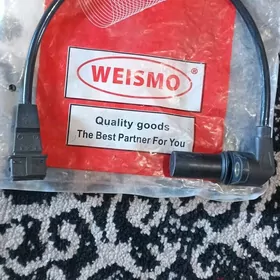 WEISMO
Quality goods
The Best Partner For You